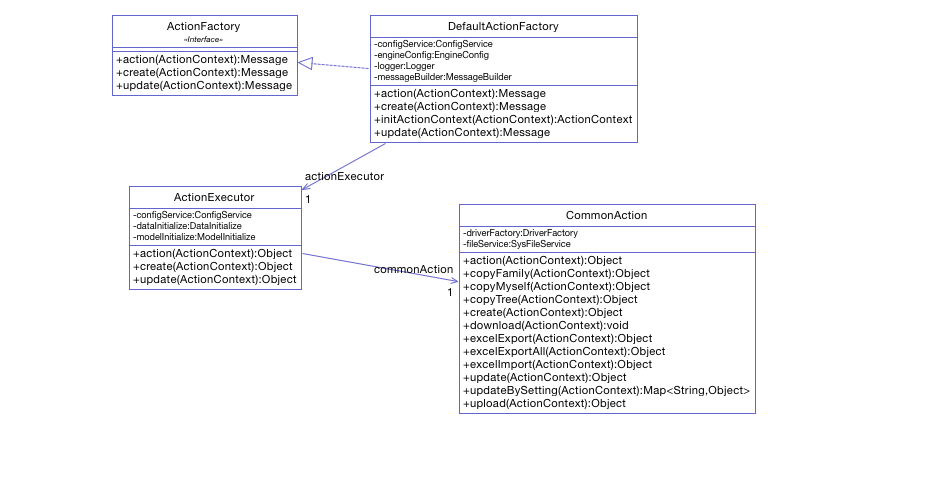 ActionFactory
«Interface»
+action(ActionContext):Message
+create(ActionContext):Message
+update(ActionContext):Message
DefaultActionFactory
-configService:ConfigService
-engineConfig:EngineConfig
-logger:Logger
-messageBuilder:MessageBuilder
+action(ActionContext):Message
+create(ActionContext):Message
+initActionContext(ActionContext):ActionContext
+update(ActionContext):Message
actionExecutor
1
ActionExecutor
-configService:ConfigService
-dataInitialize:DataInitialize
-modelInitialize:ModelInitialize
+action(ActionContext):Object
+create(ActionContext):Object
+update(ActionContext):Object
commonAction
1
CommonAction
-driverFactory:DriverFactory
-fileService:SysFileService
+action(ActionContext):Object
+copyFamily(ActionContext):Object
+copyMyself(ActionContext):Object
+copyTree(ActionContext):Object
+create(ActionContext):Object
+download(ActionContext):void
+excelExport(ActionContext):Object
+excelExportAll(ActionContext):Object
+excelImport(ActionContext):Object
+update(ActionContext):Object
+updateBySetting(ActionContext):Map<String,Object>
+upload(ActionContext):Object